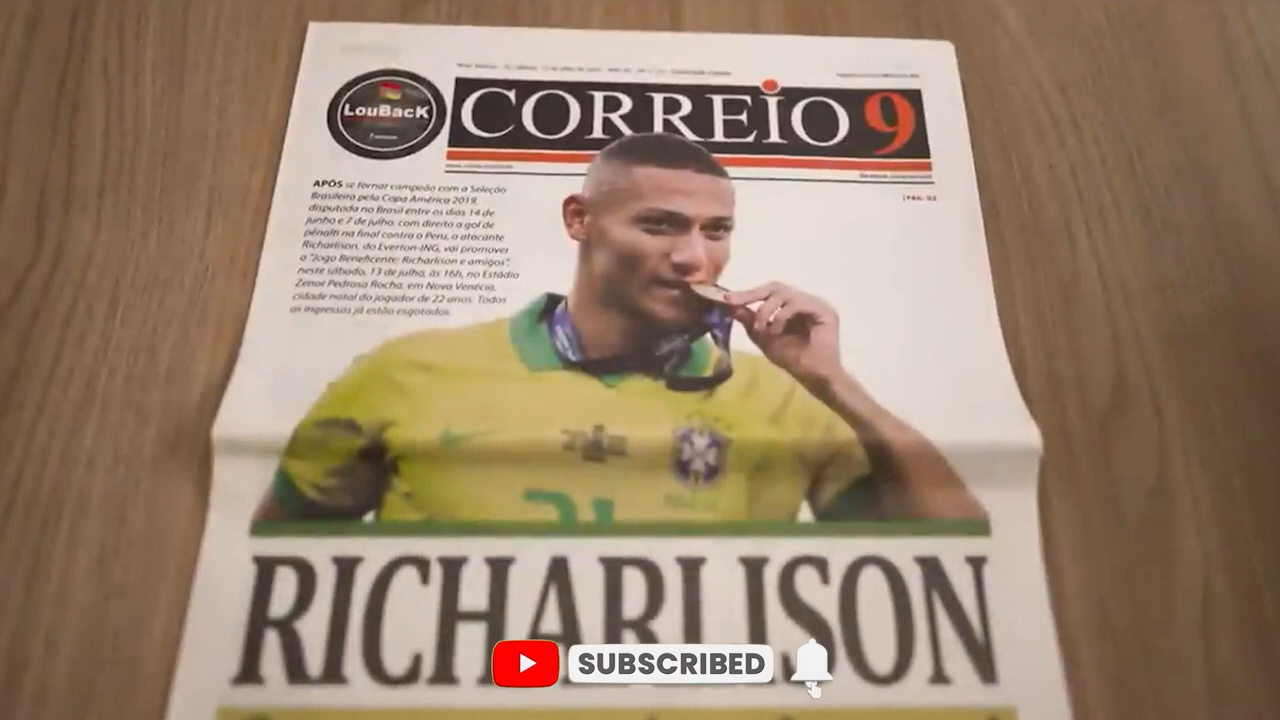 LouBacK
CORREIO 9
| PÁG. 03
APÓS se tornar campeão com a Seleção
Brasileira pela Copa América 2019,
disputada no Brasil entre os dias 14 de
junho e 7 de julho, com direito a gol de
pênalti na final contra o Peru, o atacante
Richarlison, do Everton-ING, vai promover
o "Jogo Beneficente: Richarlison e amigos",
neste sábado, 13 de julho, às 16h, no Estádio
Zenor Pedrosa Rocha, em Nova Venécia,
cidade natal do jogador de 22 anos. Todos
os ingressos já estão esgotados.
21
RICHARLISON
SUBSCRIBED